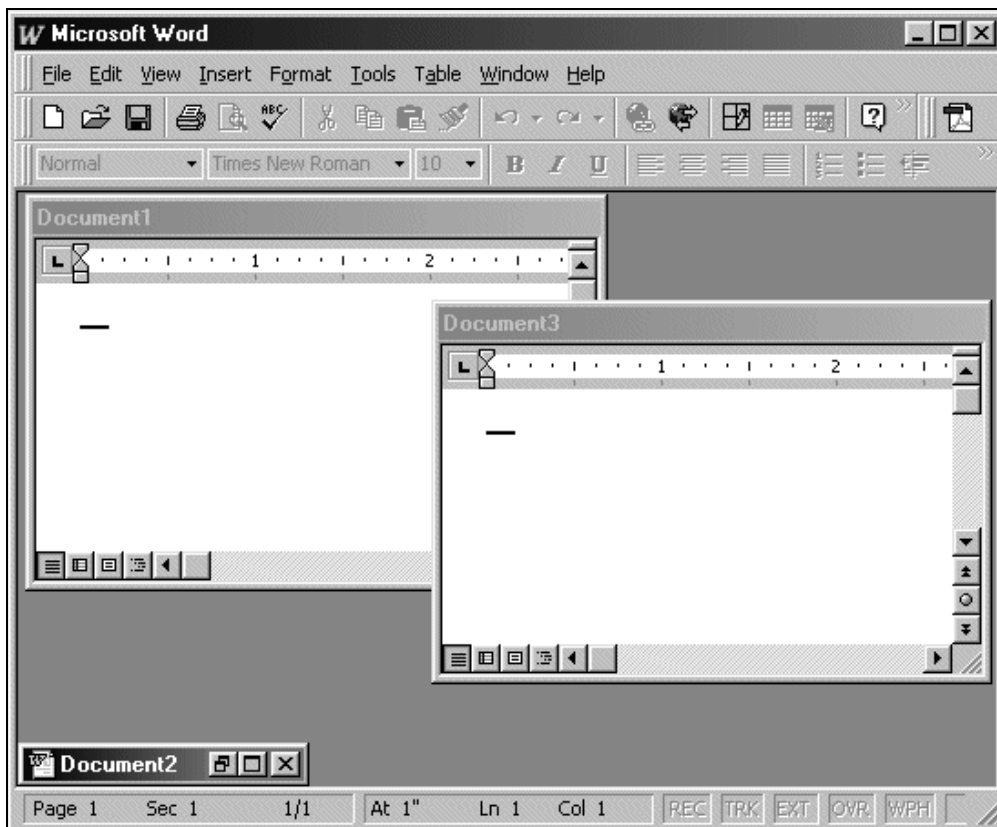 Microsoft Word
File Edit View Insert Format Tools Table Window Help
ABC
Normal Times New Roman 10 B I U
Document1
1 2
Document3
1 2
Document2
Page 1 Sec 1 1/1 At 1" Ln 1 Col 1 REC TRK EXT OVR WPH